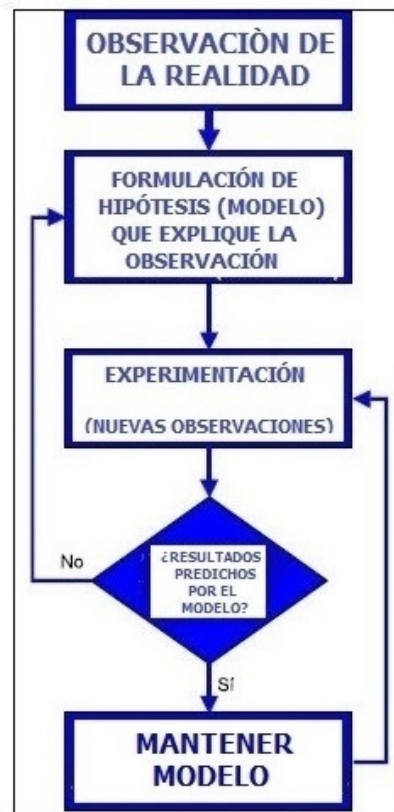 OBSERVACIÒN DE
LA REALIDAD
FORMULACIÓN DE
HIPÓTESIS (MODELO)
QUE EXPLIQUE LA
OBSERVACIÓN
EXPERIMENTACIÓN
(NUEVAS OBSERVACIONES)
¿RESULTADOS
PREDICHOS
POR EL
MODELO?
No
Sí
MANTENER
MODELO